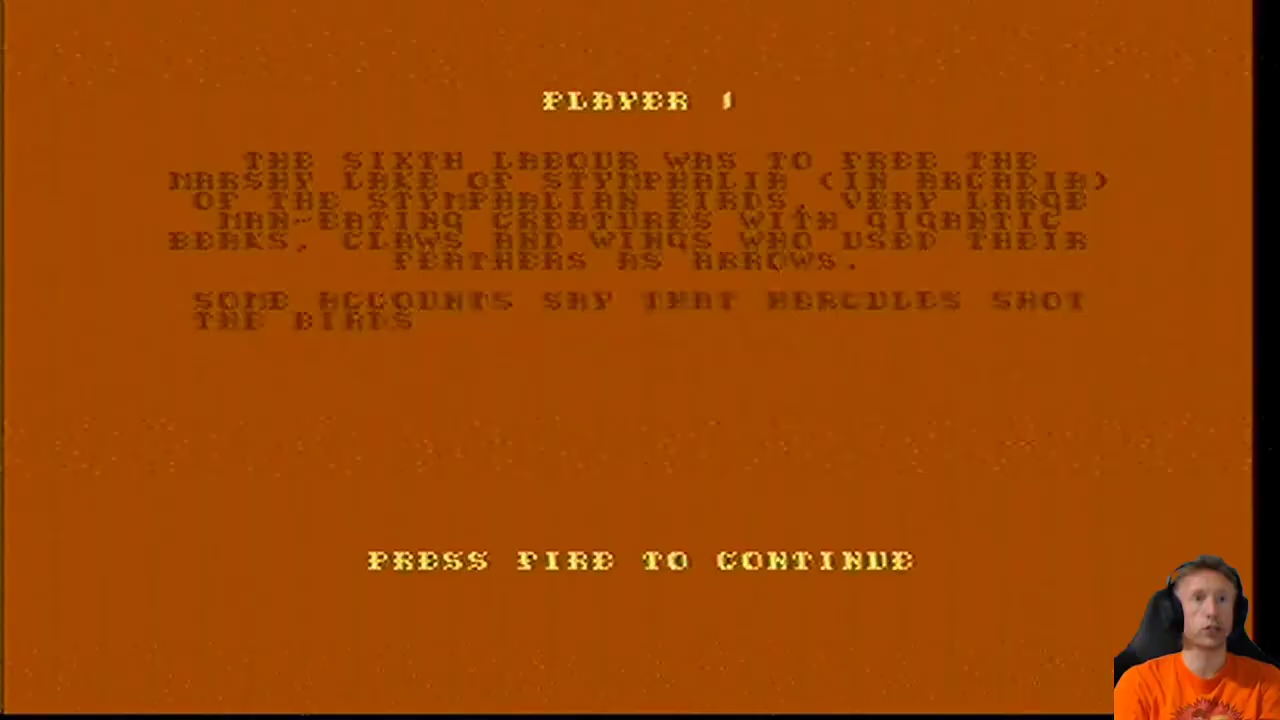 PLAYER 1
THE SIXTH LABOUR WAS TO FREE THE
MARSHY LAKE OF STYMPHALIA (IN ARCADIA)
OF THE STYMPHALIAN BIRDS, VERY LARGE
MAN-EATING CREATURES WITH GIGANTIC
BEAKS, CLAWS AND WINGS WHO USED THEIR
FEATHERS AS ARROWS.
SOME ACCOUNTS SAY THAT HERCULES SHOT
THE BIRDS
PRESS FIRE TO CONTINUE